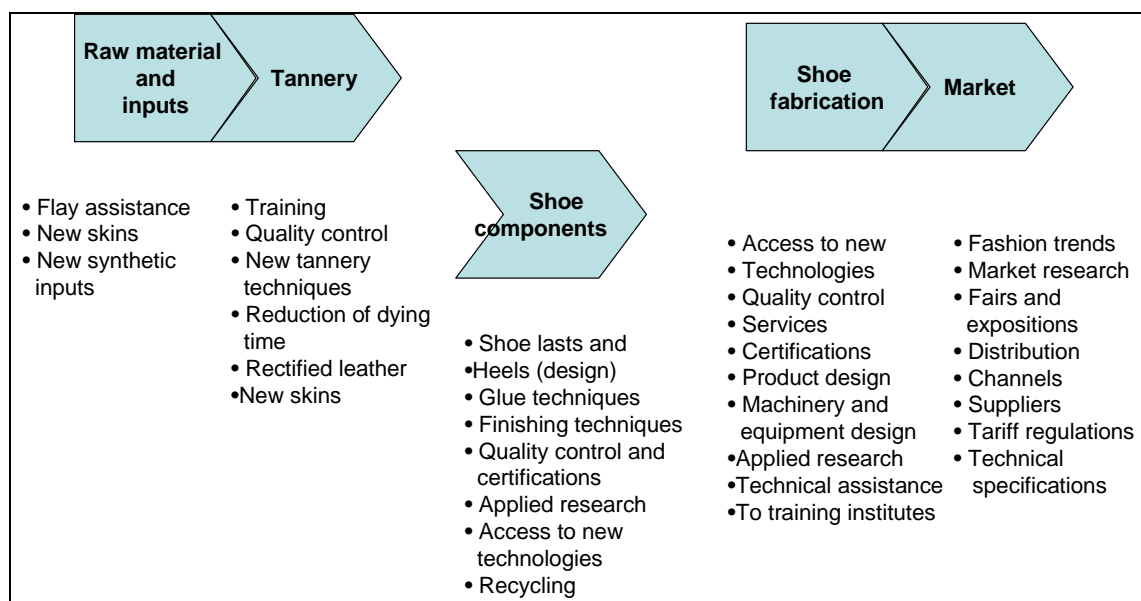 Raw material
and
inputs
Tannery
• Flay assistance
• New skins
• New synthetic
inputs
• Training
• Quality control
• New tannery
techniques
• Reduction of dying
time
• Rectified leather
•New skins
Shoe
components
• Shoe lasts and
•Heels (design)
• Glue techniques
• Finishing techniques
• Quality control and
certifications
• Applied research
• Access to new
technologies
• Recycling
Shoe
fabrication
Market
• Access to new
• Technologies
• Quality control
• Services
• Certifications
• Product design
• Machinery and
equipment design
•Applied research
•Technical assistance
•To training institutes
• Fashion trends
• Market research
• Fairs and
expositions
• Distribution
• Channels
• Suppliers
• Tariff regulations
• Technical
specifications